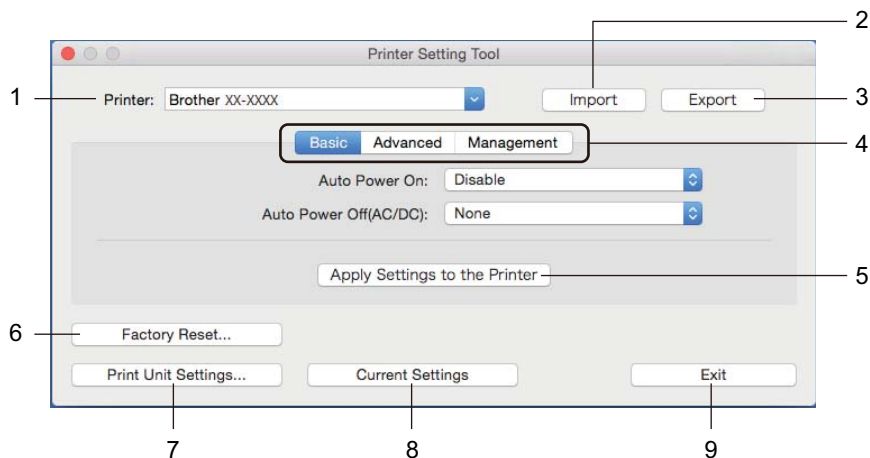 2
Printer Setting Tool
1
Printer: Brother XX-XXXX
Import
Export
3
Basic Advanced Management
4
Auto Power On: Disable
Auto Power Off(AC/DC): None
Apply Settings to the Printer
5
6
Factory Reset...
Print Unit Settings...
Current Settings
Exit
7
8
9